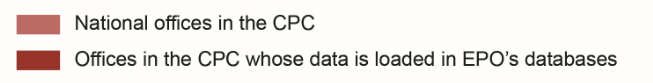 National offices in the CPC
Offices in the CPC whose data is loaded in EPO's databases